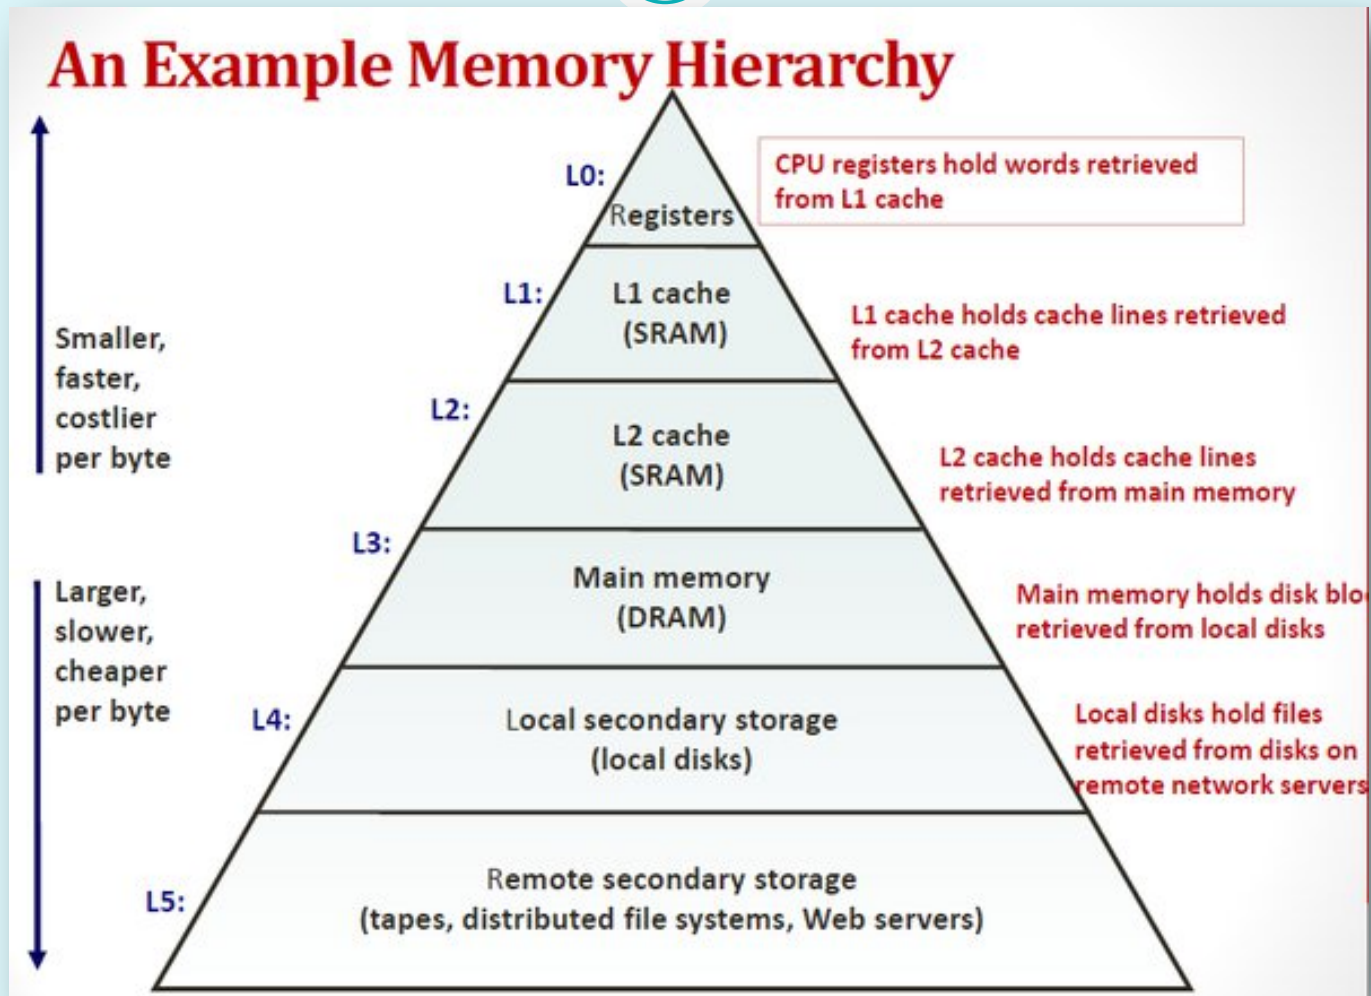 An Example Memory Hierarchy
L0:
Registers
CPU registers hold words retrieved
from L1 cache
L1:
L1 cache
(SRAM)
L1 cache holds cache lines retrieved
from L2 cache
Smaller,
faster,
costlier
per byte
L2:
L2 cache
(SRAM)
L2 cache holds cache lines
retrieved from main memory
L3:
Main memory
(DRAM)
Main memory holds disk
retrieved from local disks
Larger,
slower,
cheaper
per byte
L4:
Local secondary storage
(local disks)
Local disks hold files
retrieved from disks on
remote network servers
L5:
Remote secondary storage
(tapes, distributed file systems, Web servers)